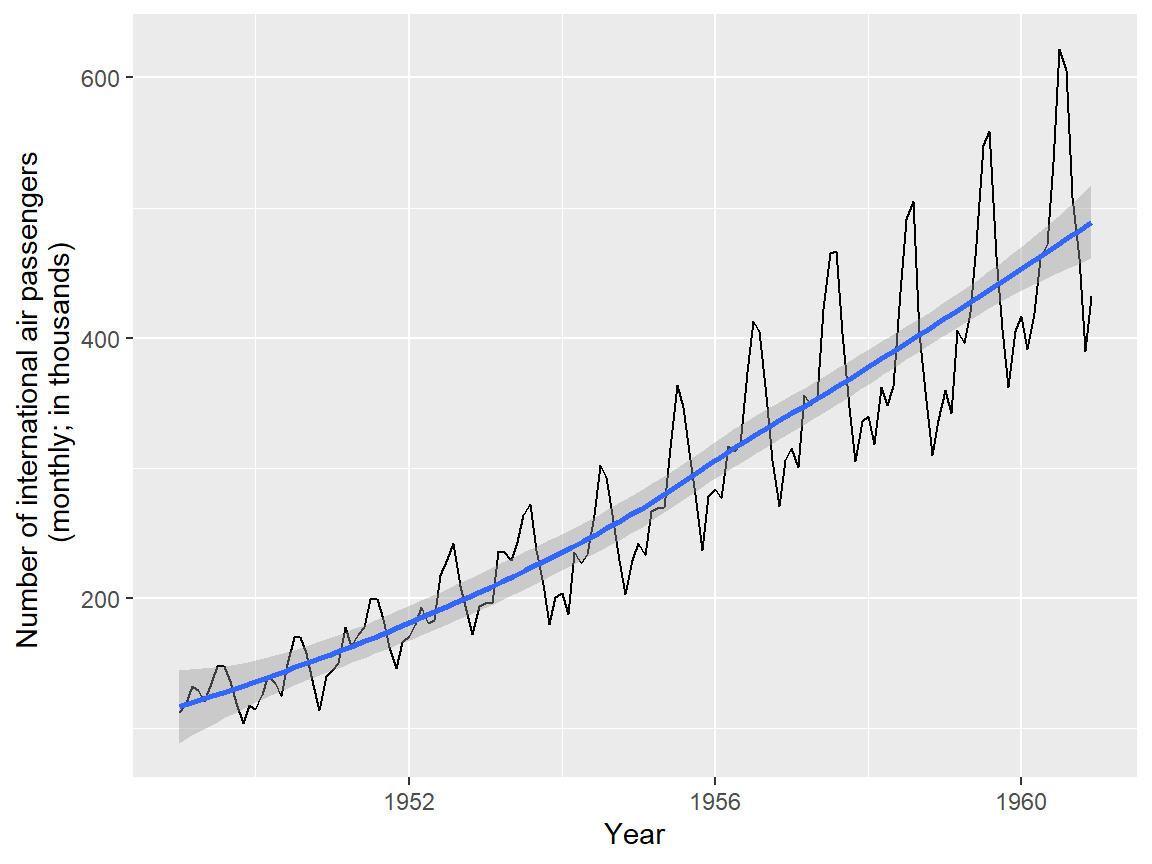 600
400
200
Number of international air passengers
(monthly; in thousands)
1952
1956
1960
Year